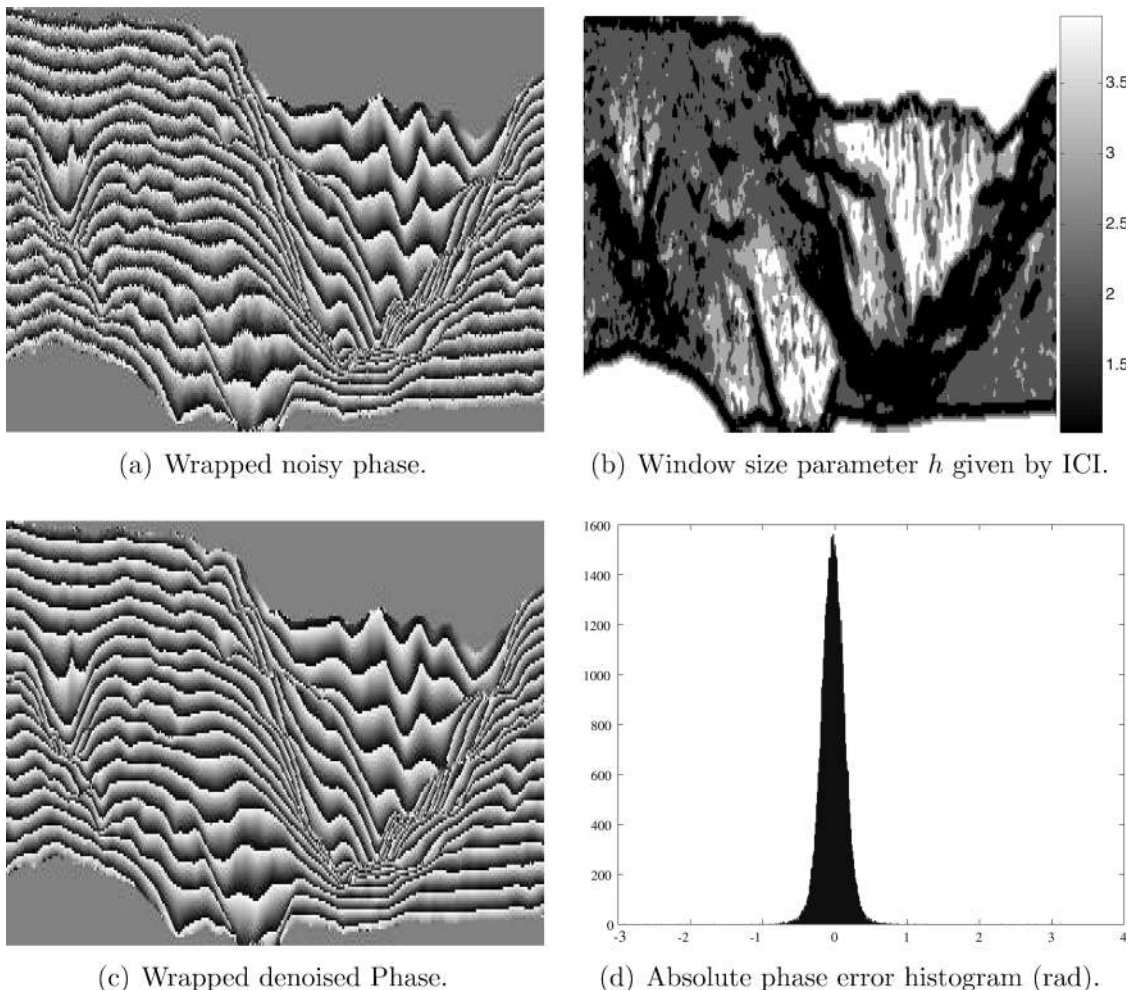 3.5
3
2.5
2
1.5
(a) Wrapped noisy phase.
(b) Window size parameter h given by ICI.
1600
1400
1200
1000
800
600
400
200
0
-3 -2 -1 0 1 2 3 4
(c) Wrapped denoised Phase.
(d) Absolute phase error histogram (rad).